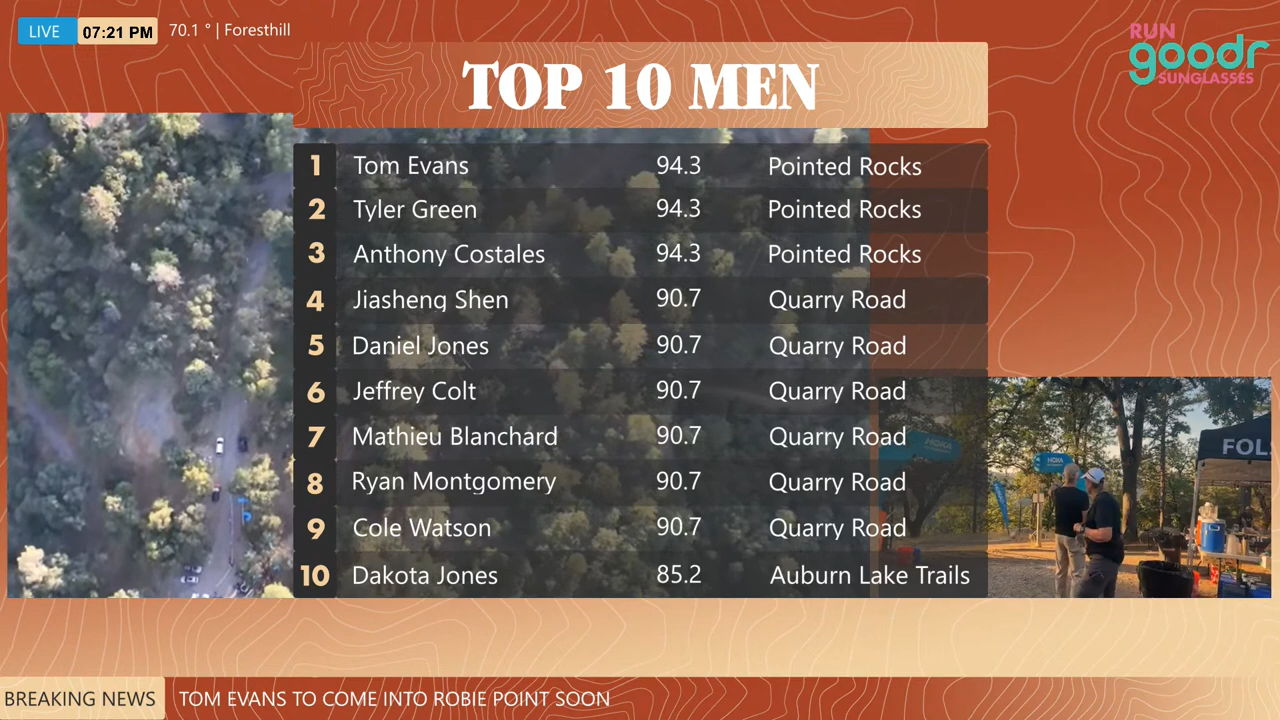 LIVE 07:21 PM 70.1 ° | Foresthill
RUN
goodr
SUNGLASSES
TOP 10 MEN
1 Tom Evans 94.3 Pointed Rocks
2 Tyler Green 94.3 Pointed Rocks
3 Anthony Costales 94.3 Pointed Rocks
4 Jiasheng Shen 90.7 Quarry Road
5 Daniel Jones 90.7 Quarry Road
6 Jeffrey Colt 90.7 Quarry Road
7 Mathieu Blanchard 90.7 Quarry Road
8 Ryan Montgomery 90.7 Quarry Road
9 Cole Watson 90.7 Quarry Road
10 Dakota Jones 85.2 Auburn Lake Trails
HOKA
HOKA
FOLS
BREAKING NEWS TOM EVANS TO COME INTO ROBIE POINT SOON